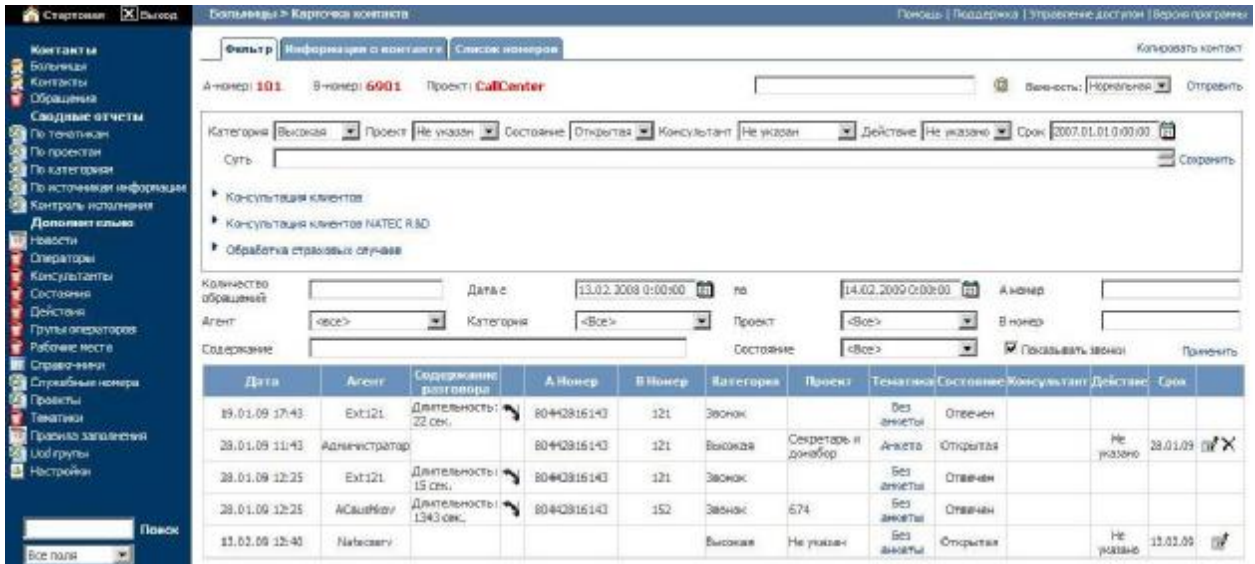 Стартовая Выход Больницы > Карточка контакта Помощь | Поддержка | Управление доступом | Версия программы
Контакты
Больницы
Контакты
Обращения
Сводные отчеты
По тематикам
По проектам
По категориям
По источникам информации
Контроль исполнения
Дополнительно
Новости
Операторы
Консультанты
Состояния
Действия
Групы операторов
Рабочие места
Справочники
Служебные номера
Проекты
Тематики
Правила заполнения
Uod групы
Настройки
Поиск
Все поля
Фильтр Информация о контакте Список номеров Копировать контакт
А-номер: 101 В-номер: 6901 Проект: CallCenter Важность: Нормальная Отправить
Категория Высокая Проект Не указан Состояние Открытая Консультант Не указан Действие Не указано Срок 2007.01.01 0:00:00
Суть Сохранить
Консультация клиентов
Консультация клиентов NATEC R&D
Обработка страховых случаев
Количество обращений Дата с 13.02.2008 0:00:00 по 14.02.2009 0:00:00 А номер
Агент <все> Категория <Все> Проект <Все> В номер
Содержание Состояние <Все> Показывать звонки Применить
Дата Агент Содержание разговора А Номер В Номер Категория Проект Тематика Состояние Консультант Действие Срок
19.01.09 17:43 Ext121 Длительность: 22 сек. 80442816143 121 Звонок Без анкеты Отвечен
28.01.09 11:43 Администратор 80442816143 121 Высокая Секретарь и донабор Анкета Открытая Не указано 28.01.09
28.01.09 12:25 Ext121 Длительность: 15 сек. 80442816143 121 Звонок Без анкеты Отвечен
28.01.09 12:25 Длительность: 1343 сек. 80442816143 152 Звонок 674 Без анкеты Отвечен
13.02.09 12:40 Высокая Не указан Без анкеты Открытая Не указано 13.02.09